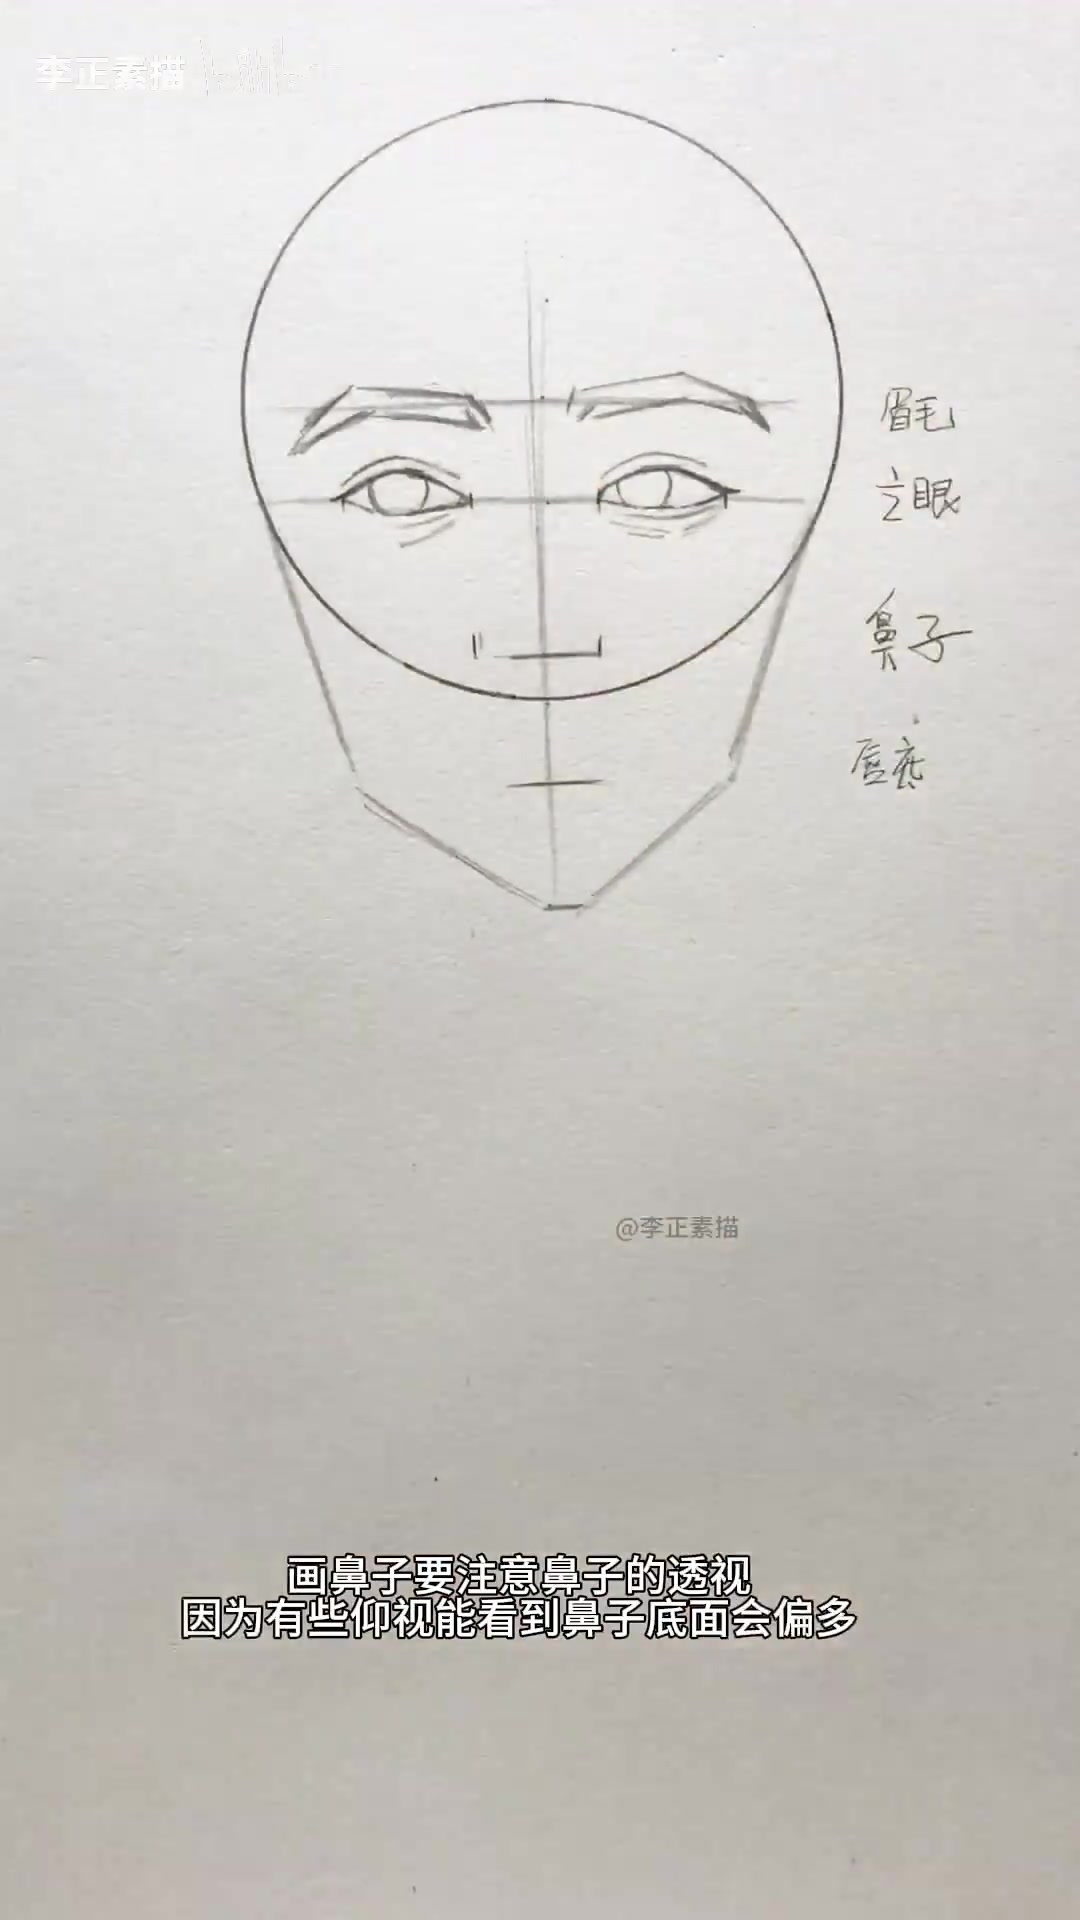 李正素描 bilibili
眉毛
立眼
鼻子
唇底
@李正素描
画鼻子要注意鼻子的透视
因为有些仰视能看到鼻子底面会偏多